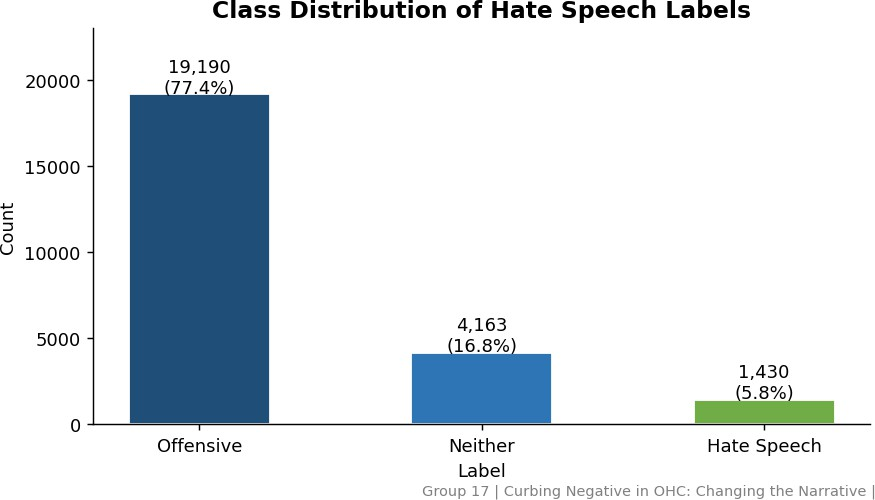 Class Distribution of Hate Speech Labels
19,190
(77.4%)
4,163
(16.8%)
1,430
(5.8%)
20000
15000
10000
5000
0
Count
Offensive
Neither
Hate Speech
Label
Group 17 | Curbing Negative in OHC: Changing the Narrative |